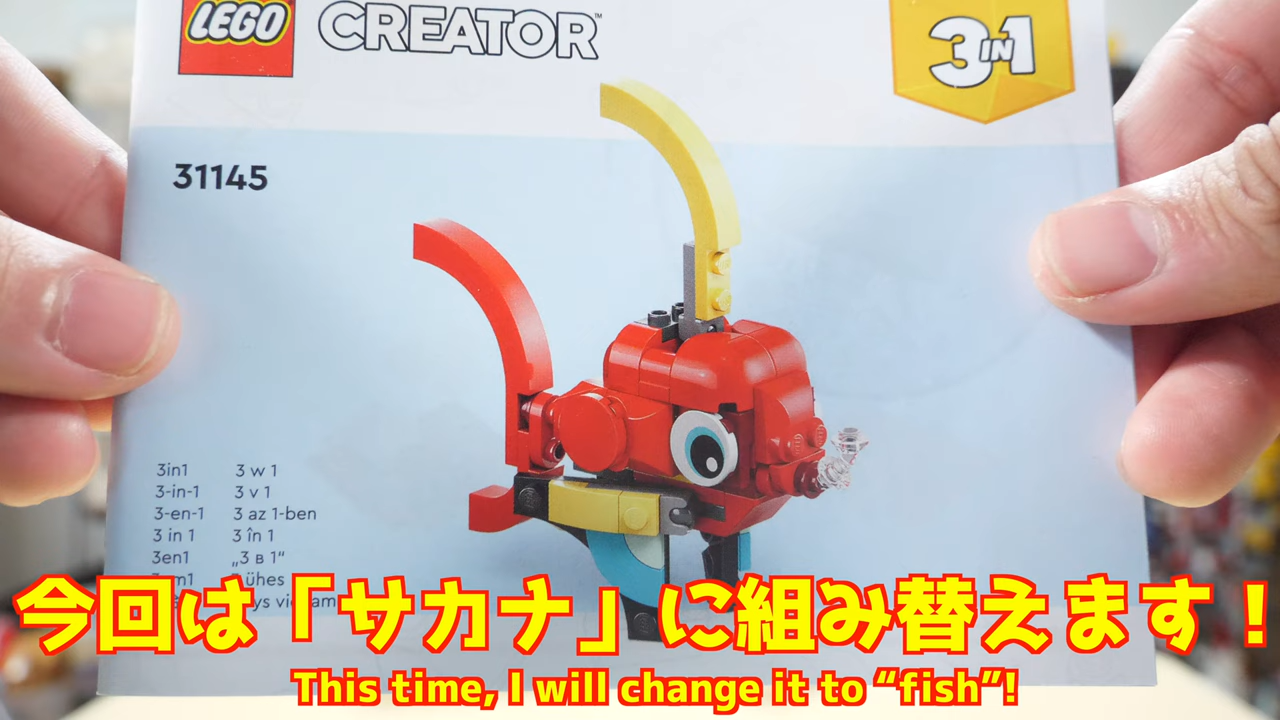 LEGO
CREATOR™
3 IN 1
31145
3in1
3-in-1
3-en-1
3 in 1
3en1
3 w 1
3 v 1
3 az 1-ben
3 în 1
„3 в 1“
今回は「サカナ」に組み替えます！
This time, I will change it to “fish”!